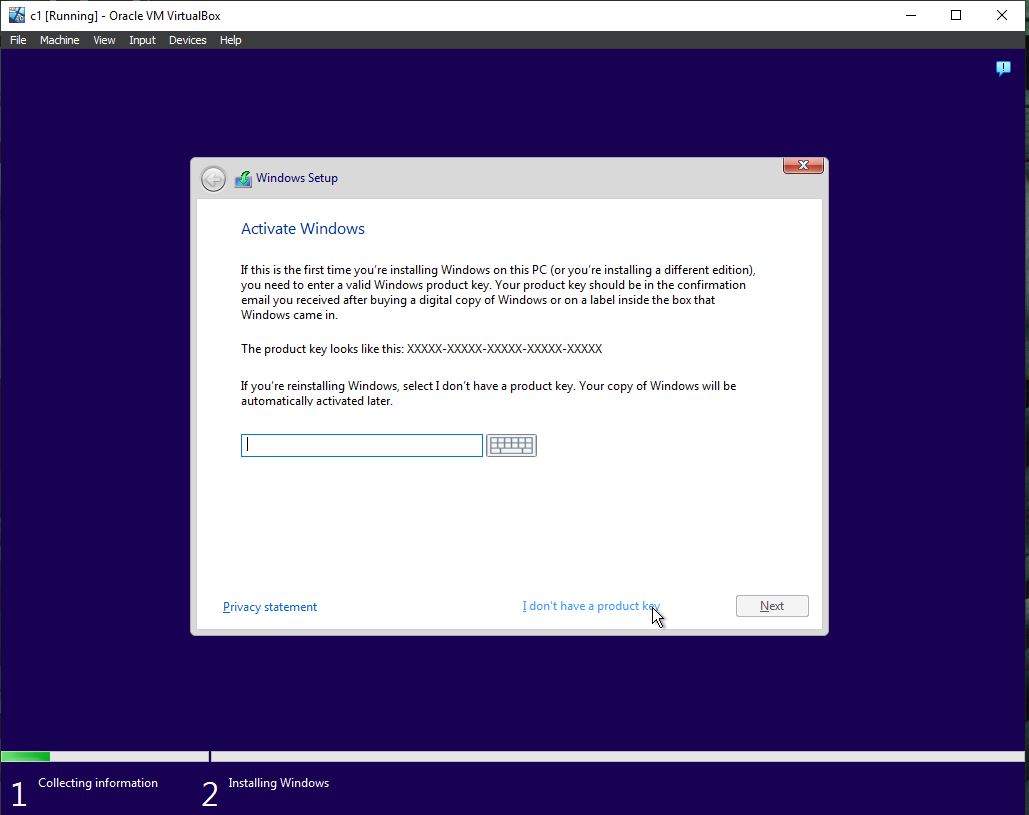 c1 [Running] - Oracle VM VirtualBox
File Machine View Input Devices Help
Windows Setup
Activate Windows
If this is the first time you're installing Windows on this PC (or you're installing a different edition),
you need to enter a valid Windows product key. Your product key should be in the confirmation
email you received after buying a digital copy of Windows or on a label inside the box that
Windows came in.
The product key looks like this: XXXXX-XXXXX-XXXXX-XXXXX-XXXXX
If you're reinstalling Windows, select I don't have a product key. Your copy of Windows will be
automatically activated later.
Privacy statement
I don't have a product key
Next
1 Collecting information
2 Installing Windows